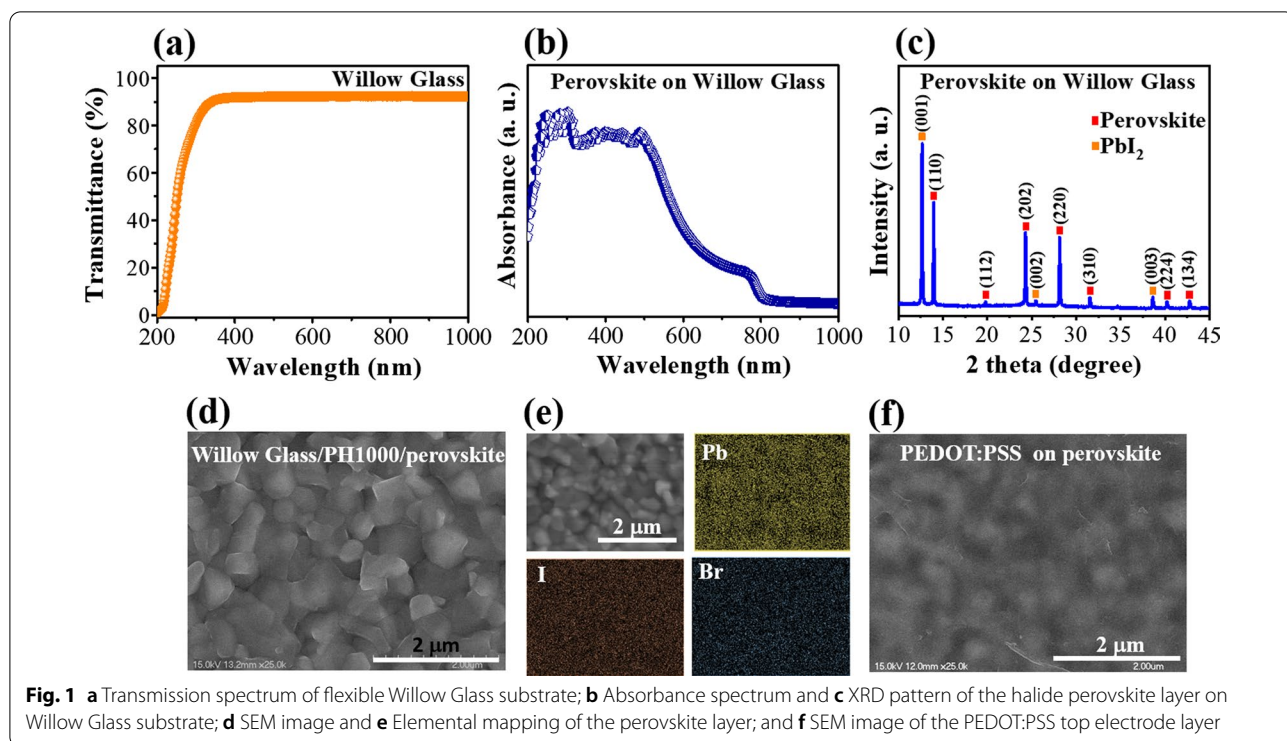 (a)
Willow Glass
Transmittance (%)
100
80
60
40
20
0
200 400 600 800 1000
Wavelength (nm)
(b)
Perovskite on Willow Glass
Absorbance (a. u.)
200 400 600 800 1000
Wavelength (nm)
(c)
Perovskite on Willow Glass
Perovskite
PbI2
Intensity (a. u.)
(001)
(110)
(112)
(202)
(002)
(220)
(310)
(003)
(224)
(134)
10 15 20 25 30 35 40 45
2 theta (degree)
(d)
Willow Glass/PH1000/perovskite
2 μm
15.0kV 13.2mm x25.0k 2.00um
(e)
2 μm
Pb
I
Br
(f)
PEDOT:PSS on perovskite
2 μm
15.0kV 12.0mm x25.0k 2.00um
Fig. 1 a Transmission spectrum of flexible Willow Glass substrate; b Absorbance spectrum and c XRD pattern of the halide perovskite layer on
Willow Glass substrate; d SEM image and e Elemental mapping of the perovskite layer; and f SEM image of the PEDOT:PSS top electrode layer